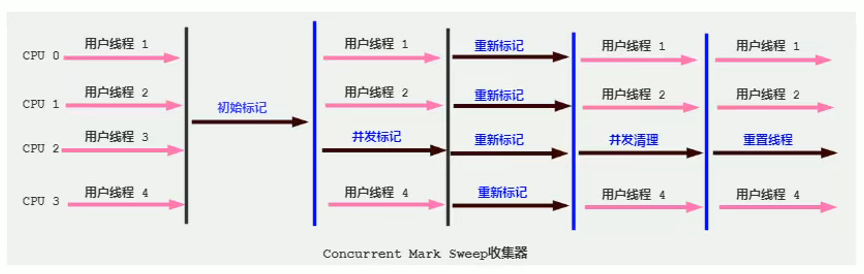 CPU 0 用户线程 1 用户线程 1 重新标记 用户线程 1 用户线程 1
CPU 1 用户线程 2 初始标记 用户线程 2 重新标记 用户线程 2 用户线程 2
CPU 2 用户线程 3 并发标记 重新标记 并发清理 重置线程
CPU 3 用户线程 4 用户线程 4 重新标记 用户线程 4 用户线程 4
Concurrent Mark Sweep收集器